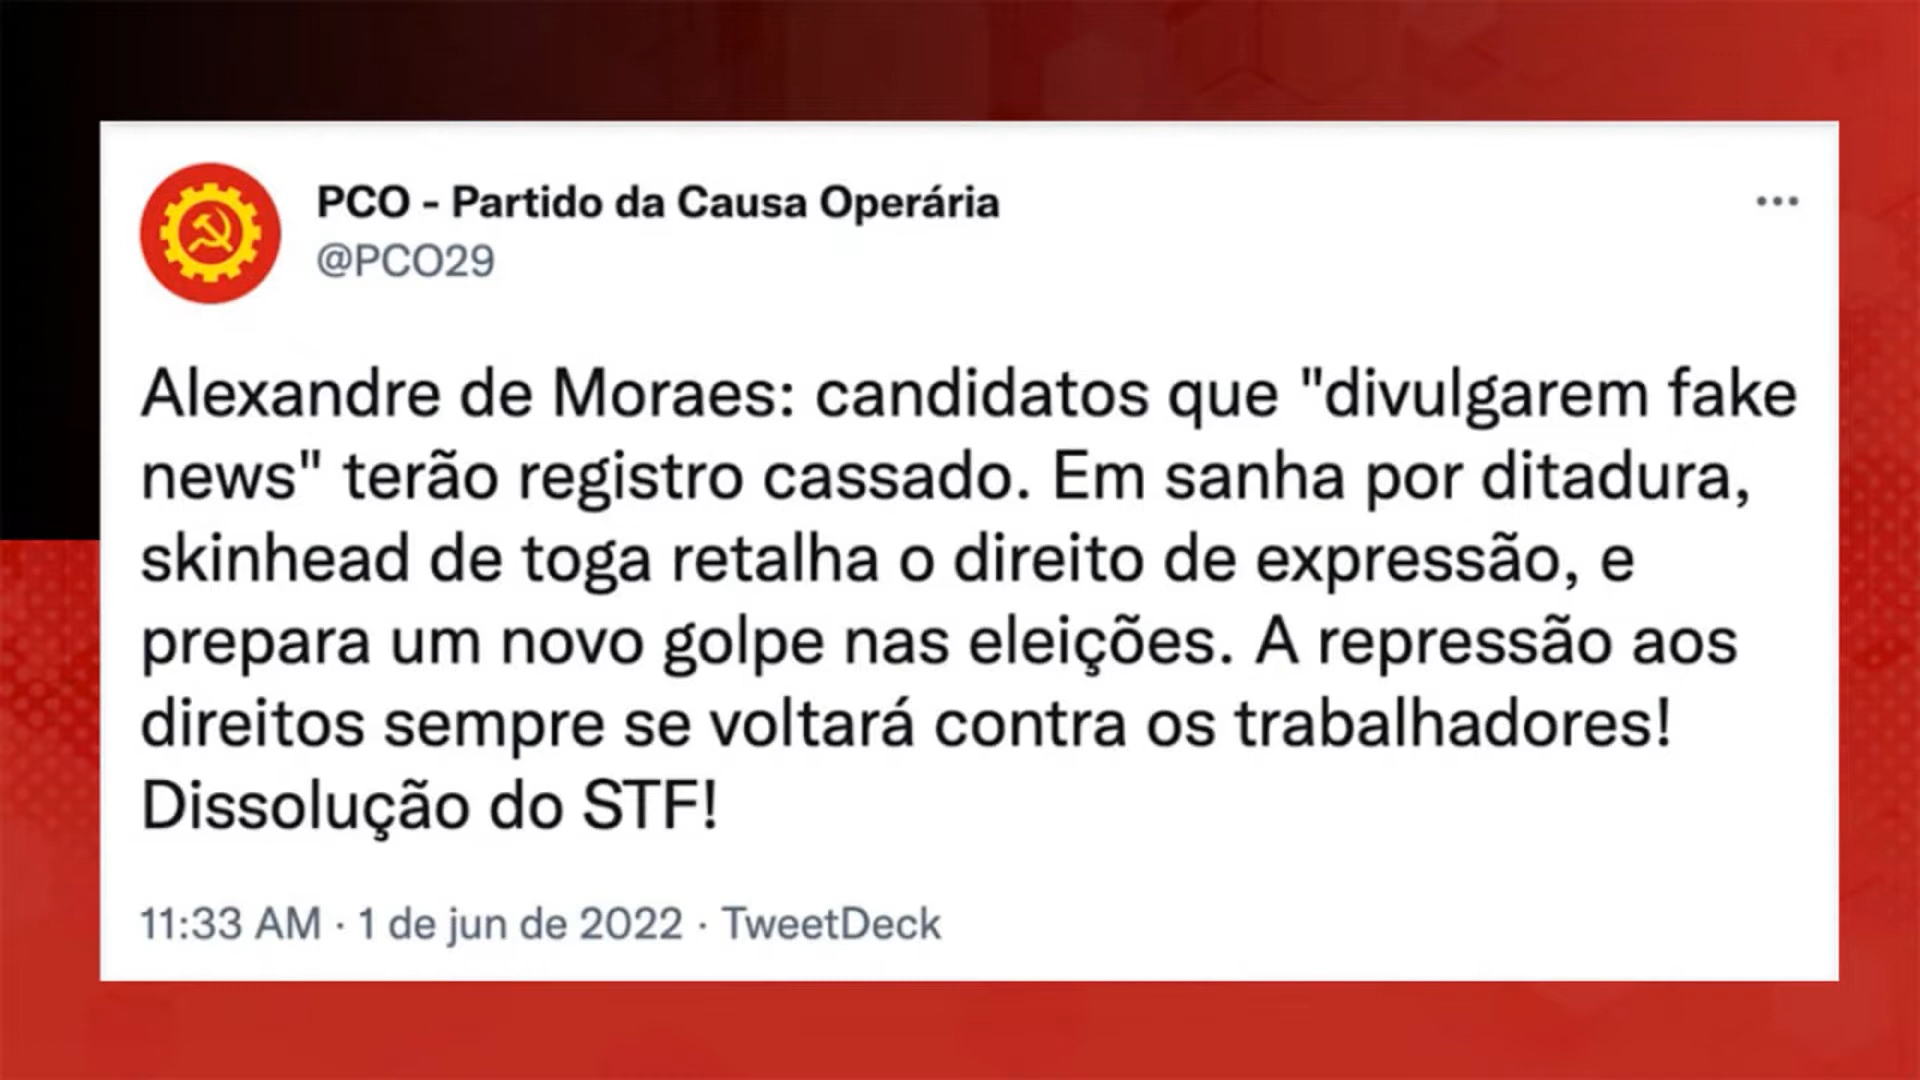 PCO - Partido da Causa Operária
@PCO29
Alexandre de Moraes: candidatos que "divulgarem fake
news" terão registro cassado. Em sanha por ditadura,
skinhead de toga retalha o direito de expressão, e
prepara um novo golpe nas eleições. A repressão aos
direitos sempre se voltará contra os trabalhadores!
Dissolução do STF!
11:33 AM · 1 de jun de 2022 · TweetDeck